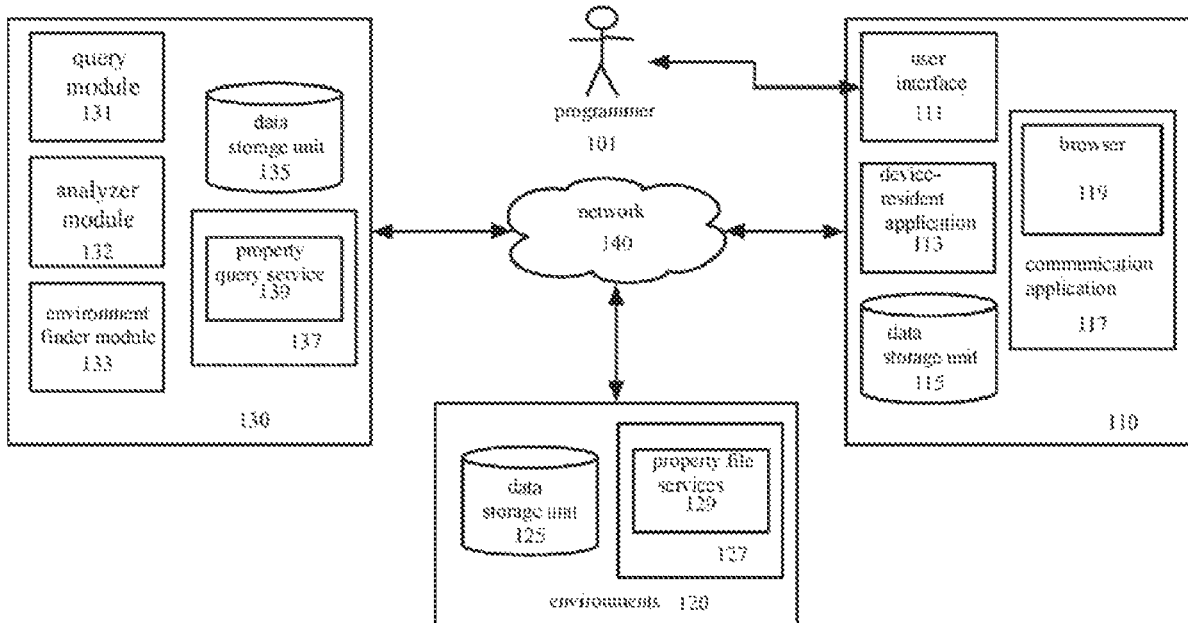 query
module
131
data
storage unit
135
analyzer
module
132
property
query service
139
137
environment
finder module
133
130
programmer
101
network
140
user
interface
111
device-
resident application
113
data
storage unit
115
browser
119
communication
application
117
110
data
storage unit
125
property file
services
129
127
environments 120